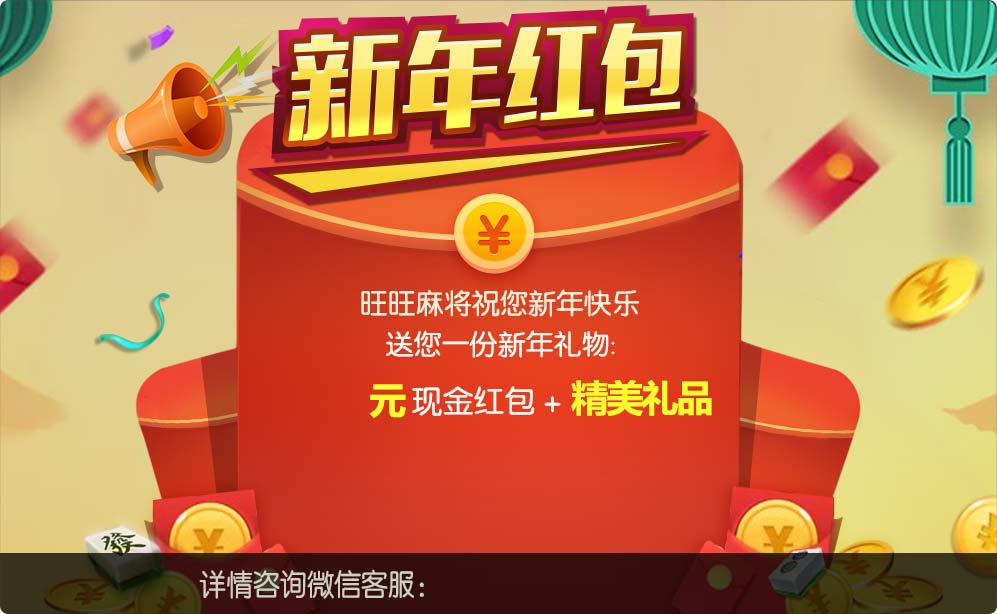 新年红包
¥
旺旺麻将祝您新年快乐
送您一份新年礼物:
元 现金红包 + 精美礼品
¥
¥
¥
¥
發
详情咨询微信客服: